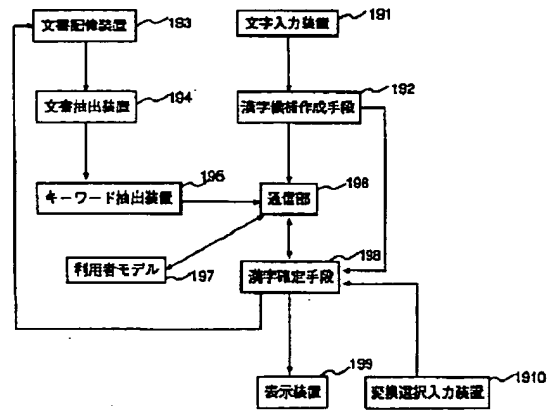 文書記憶装置 193
文字入力装置 191
文書抽出装置 194
漢字候補作成手段 192
キーワード抽出装置 195
通信部 196
利用者モデル 197
漢字確定手段 198
表示装置 199
変換選択入力装置 1910